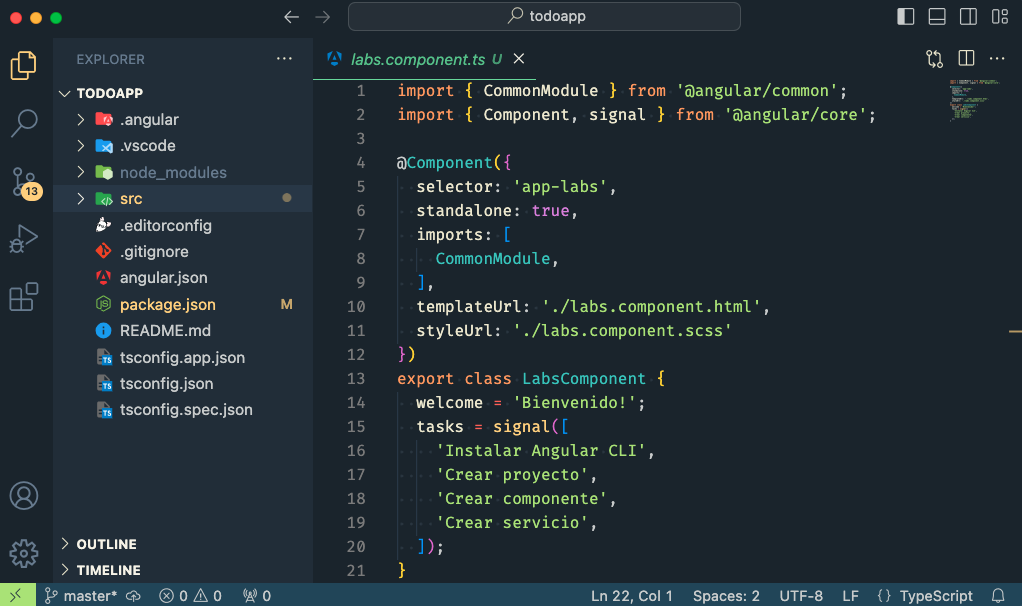 todoapp
EXPLORER
labs.component.ts U
TODOAPP
.angular
.vscode
node_modules
src
.editorconfig
.gitignore
angular.json
package.json M
README.md
tsconfig.app.json
tsconfig.json
tsconfig.spec.json
OUTLINE
TIMELINE
13
1 import { CommonModule } from '@angular/common';
2 import { Component, signal } from '@angular/core';
3
4 @Component({
5 selector: 'app-labs',
6 standalone: true,
7 imports: [
8 CommonModule,
9 ],
10 templateUrl: './labs.component.html',
11 styleUrl: './labs.component.scss'
12 })
13 export class LabsComponent {
14 welcome = 'Bienvenido!';
15 tasks = signal([
16 'Instalar Angular CLI',
17 'Crear proyecto',
18 'Crear componente',
19 'Crear servicio',
20 ]);
21 }
master* 0 0 0 Ln 22, Col 1 Spaces: 2 UTF-8 LF {} TypeScript